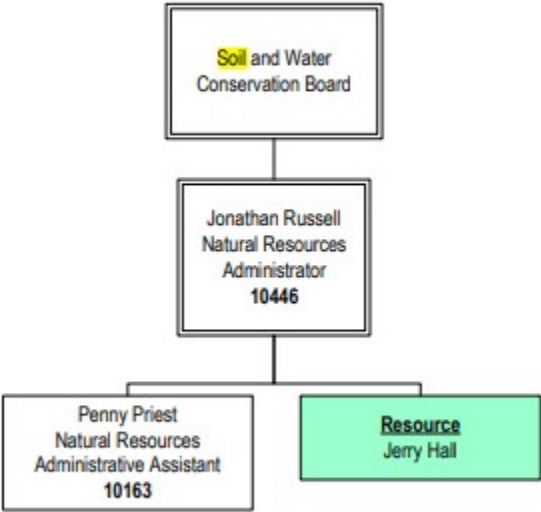 Soil and Water
Conservation Board
Jonathan Russell
Natural Resources
Administrator
10446
Penny Priest
Natural Resources
Administrative Assistant
10163
Resource
Jerry Hall